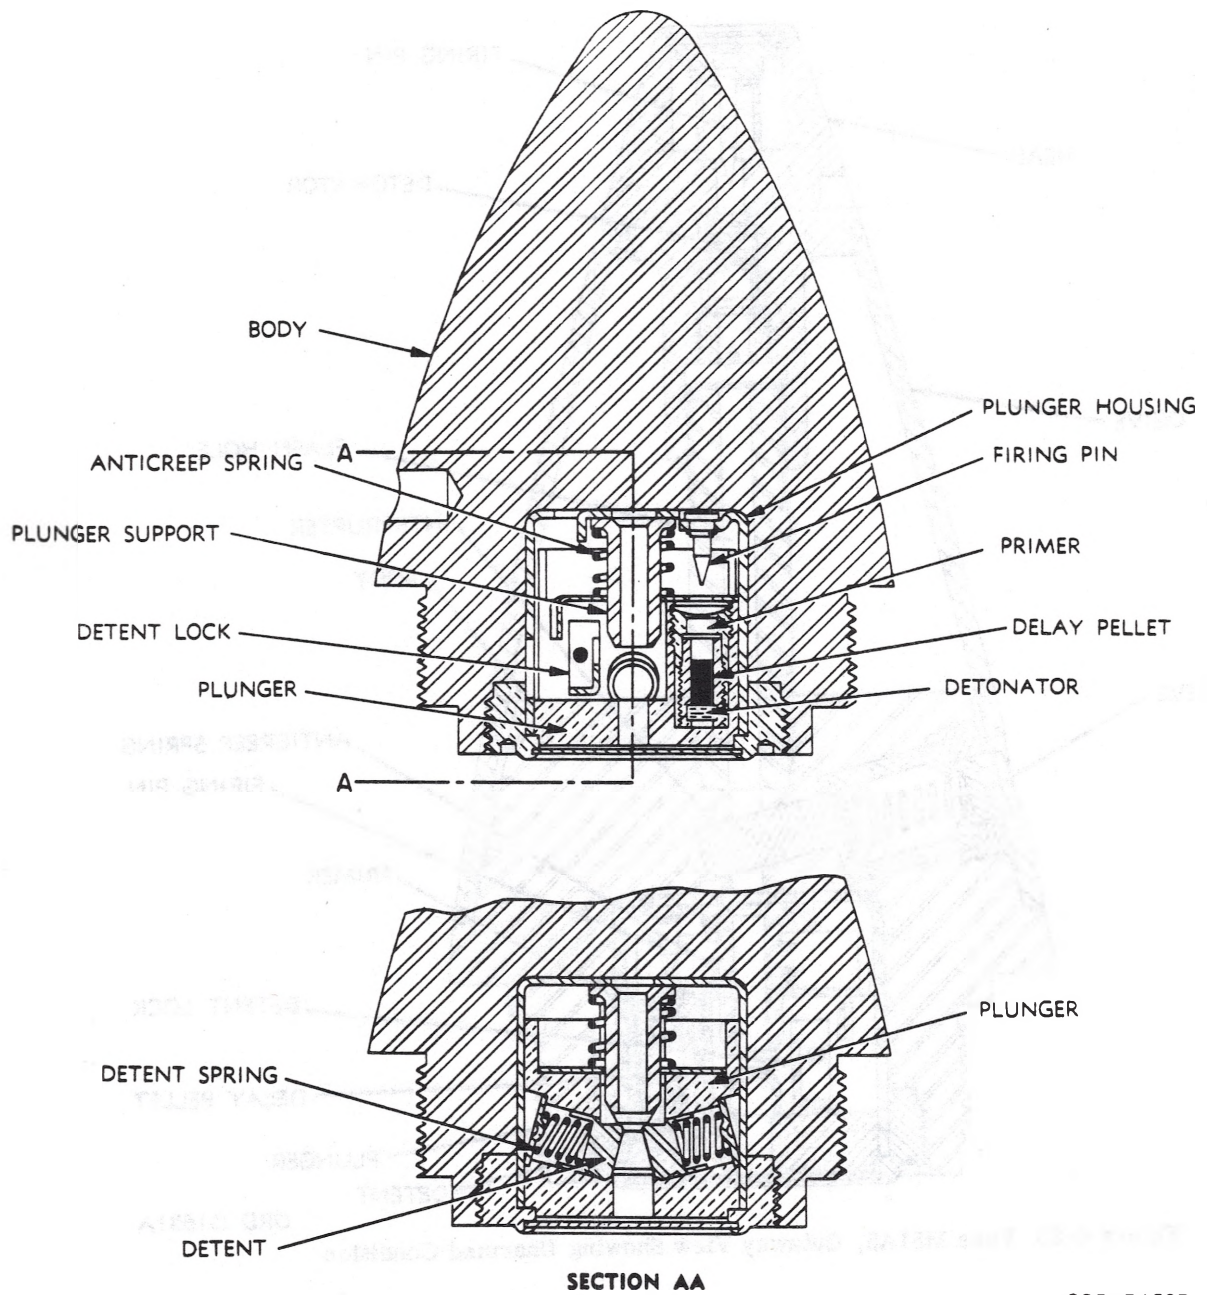 BODY
PLUNGER HOUSING
A
FIRING PIN
ANTICREEP SPRING
PLUNGER SUPPORT
PRIMER
DETENT LOCK
DELAY PELLET
PLUNGER
DETONATOR
A
PLUNGER
DETENT SPRING
DETENT
SECTION AA